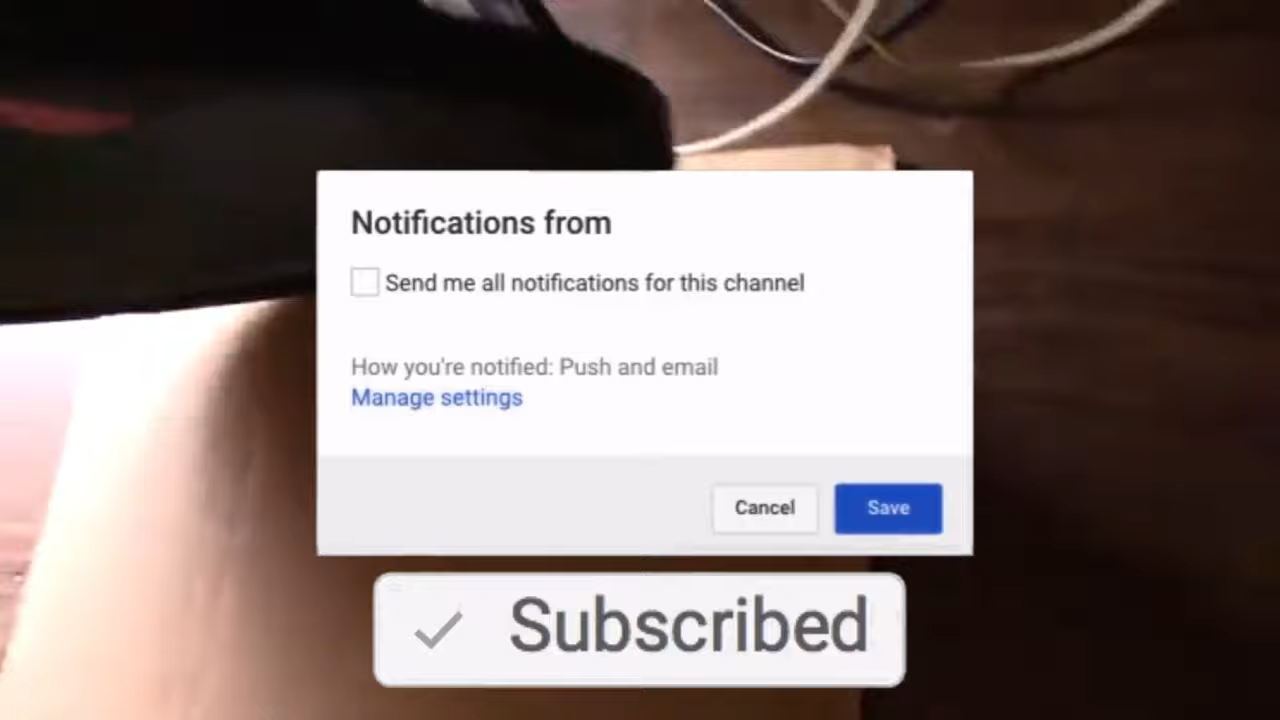 Notifications from
Send me all notifications for this channel
How you're notified: Push and email
Manage settings
Cancel
Save
Subscribed